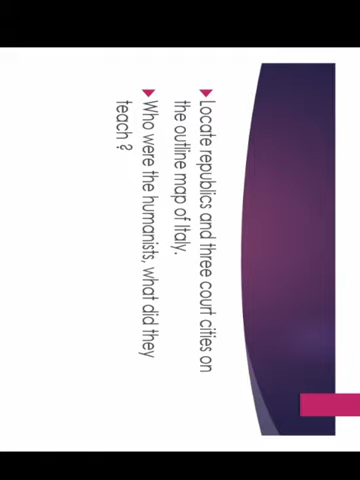 Locate republics and three court cities on
the outline map of Italy.
Who were the humanists, what did they
teach ?